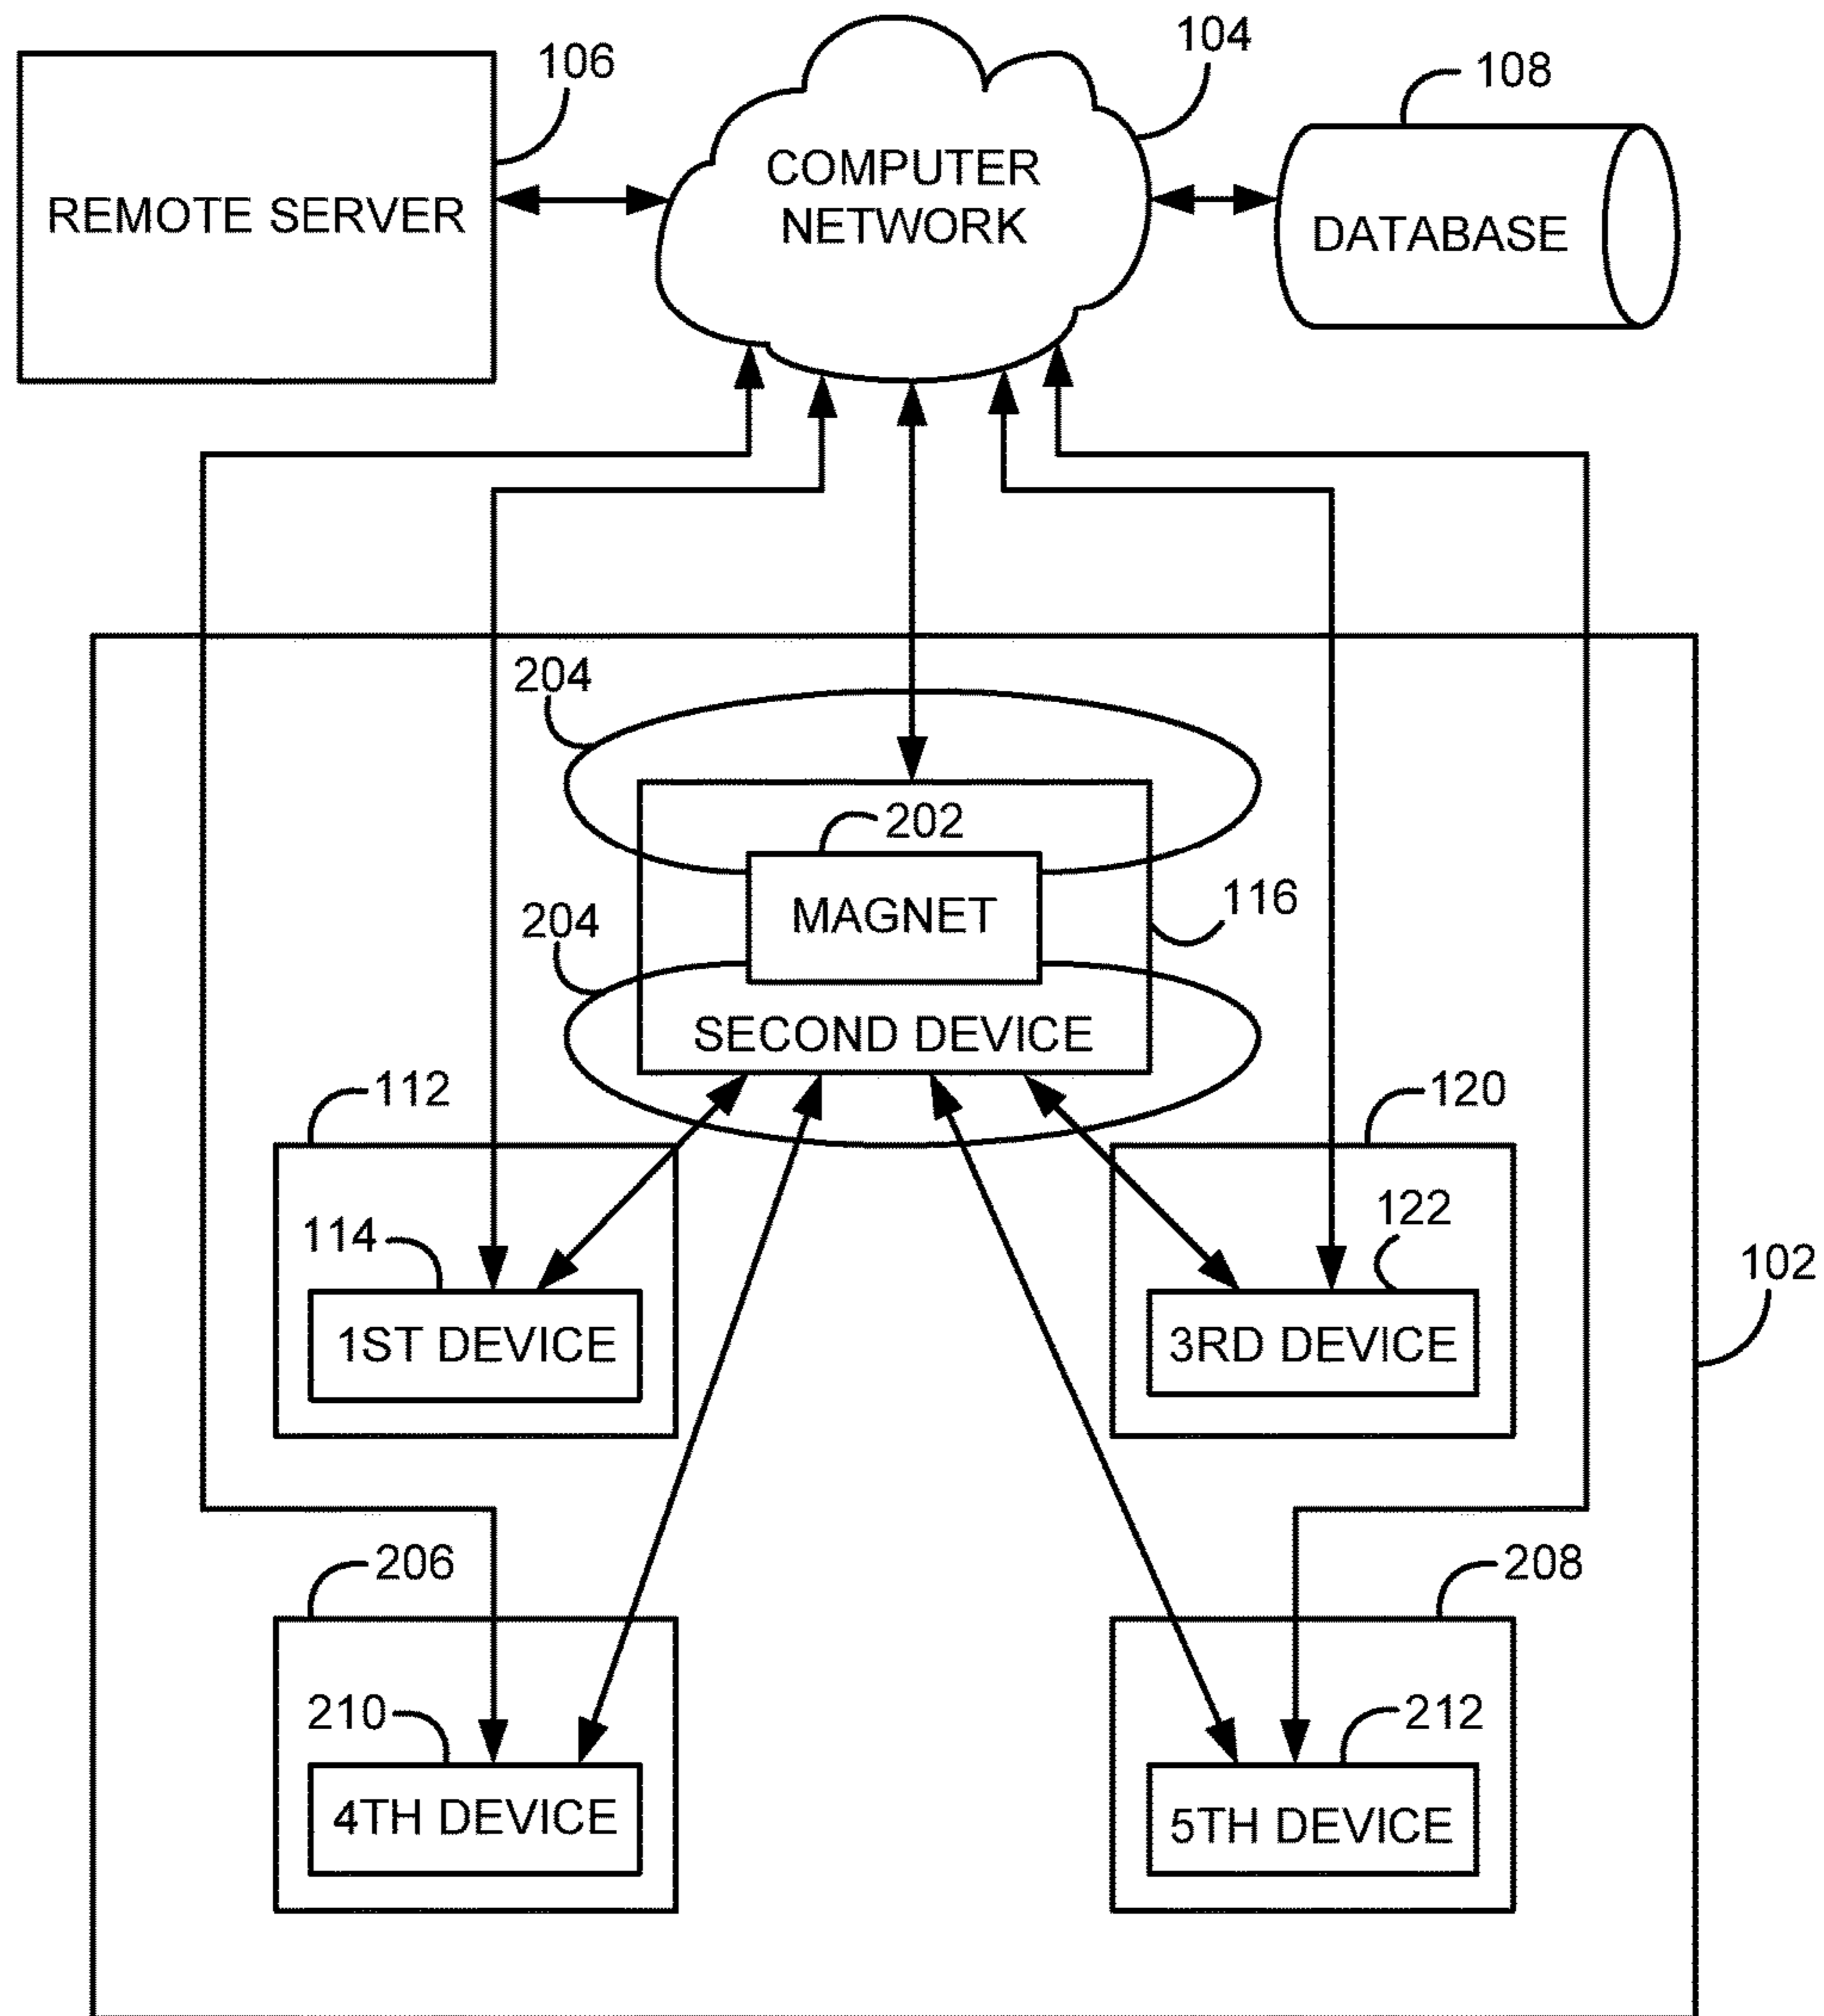 104
106
108
COMPUTER
NETWORK
REMOTE SERVER
DATABASE
204
202
MAGNET
116
204
SECOND DEVICE
112
120
114
122
102
1ST DEVICE
3RD DEVICE
206
208
210
212
4TH DEVICE
5TH DEVICE